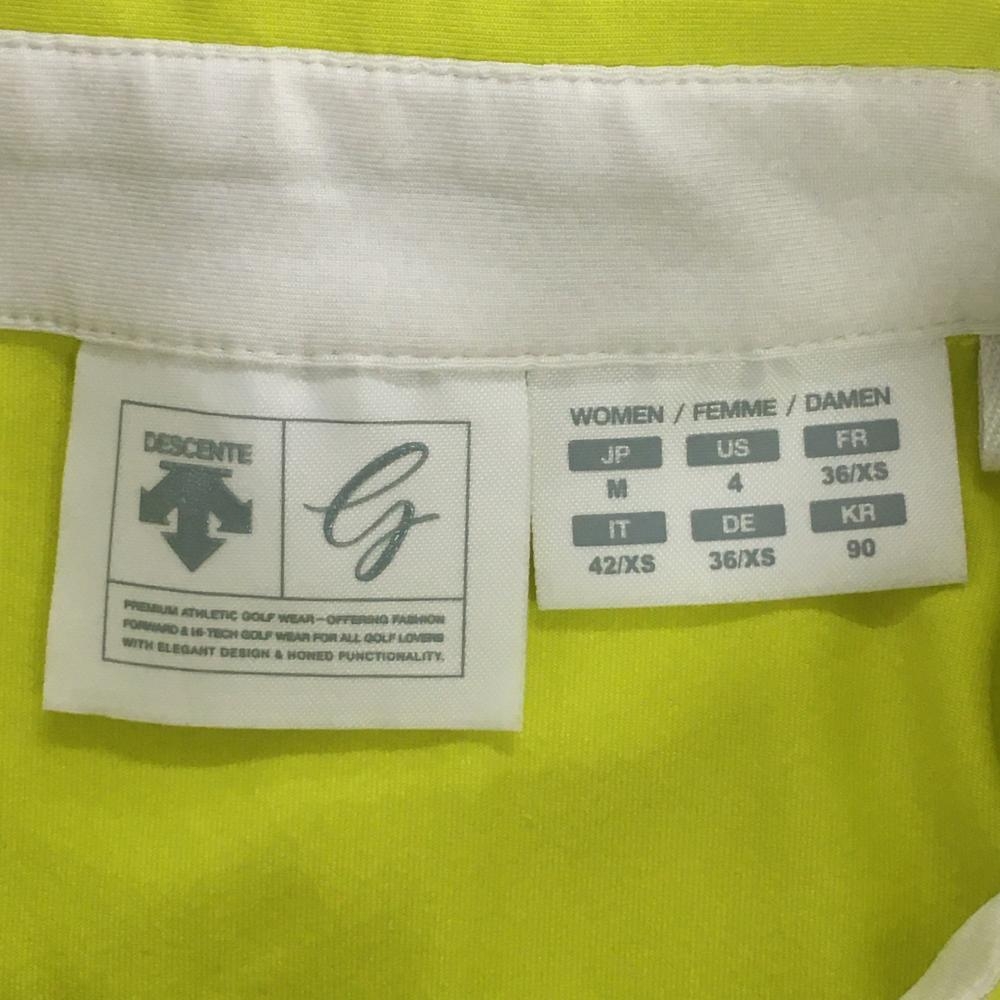 DESCENTE
G
PREMIUM ATHLETIC GOLF WEAR-OFFERING FASHION
FORWARD & HI-TECH GOLF WEAR FOR ALL GOLF LOVERS
WITH ELEGANT DESIGN & HONED FUNCTIONALITY.
WOMEN / FEMME / DAMEN
JP US FR
M 4 36/XS
IT DE KR
42/XS 36/XS 90